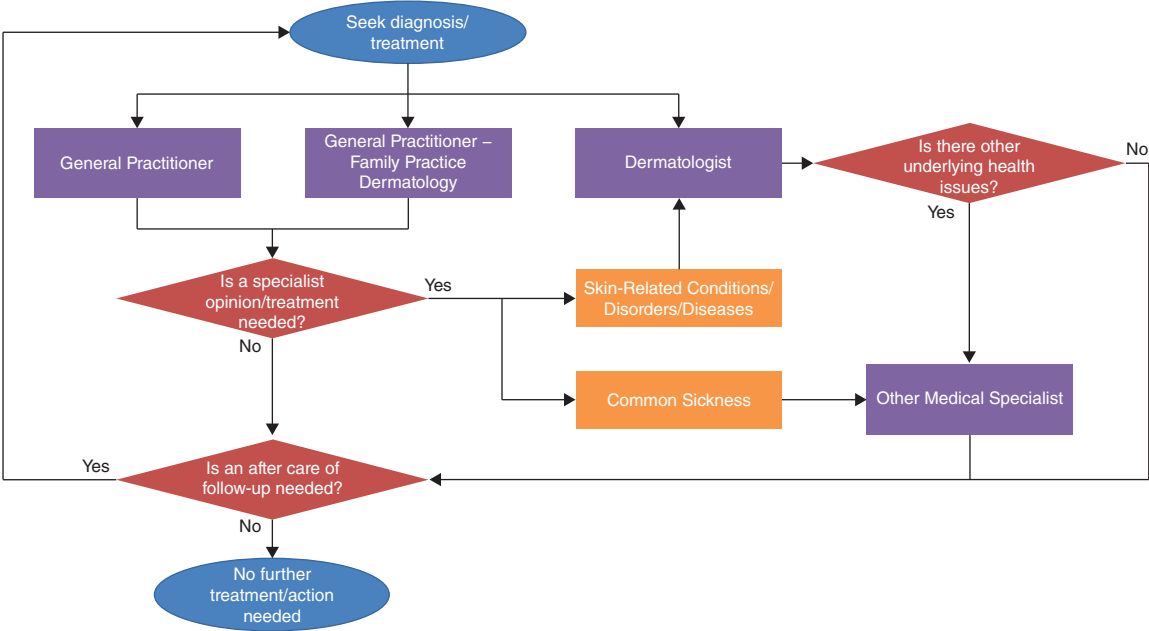 Seek diagnosis/
treatment
General Practitioner
General Practitioner –
Family Practice
Dermatology
Dermatologist
Is there other
underlying health
issues?
No
Yes
Is a specialist
opinion/treatment
needed?
Yes
No
Skin-Related Conditions/
Disorders/Diseases
Common Sickness
Other Medical Specialist
Is an after care of
follow-up needed?
Yes
No
No further
treatment/action
needed